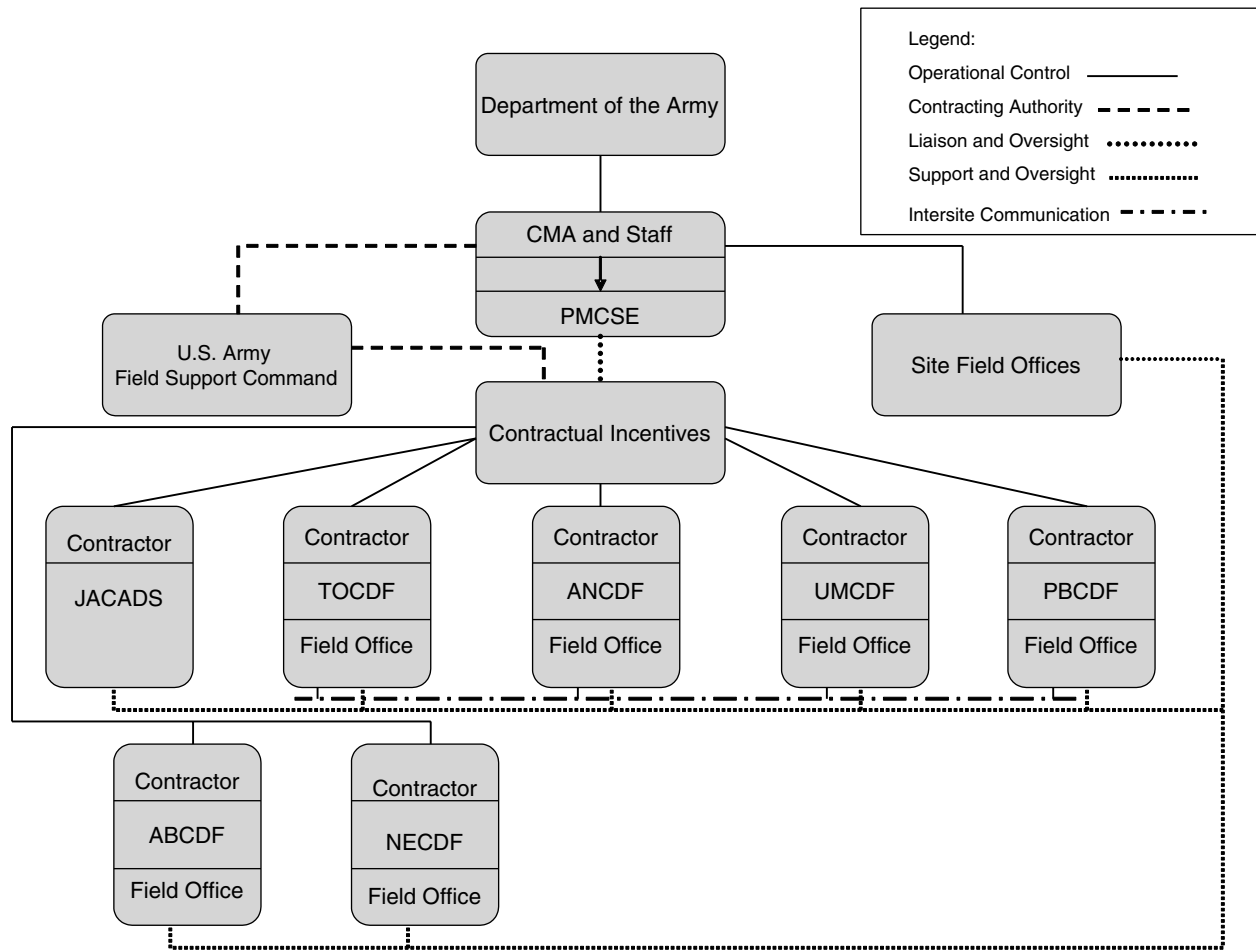 Legend:
Operational Control
Contracting Authority
Liaison and Oversight
Support and Oversight
Intersite Communication
Department of the Army
CMA and Staff
PMCSE
U.S. Army
Field Support Command
Site Field Offices
Contractual Incentives
Contractor
JACADS
Contractor
TOCDF
Field Office
Contractor
ANCDF
Field Office
Contractor
UMCDF
Field Office
Contractor
PBCDF
Field Office
Contractor
ABCDF
Field Office
Contractor
NECDF
Field Office